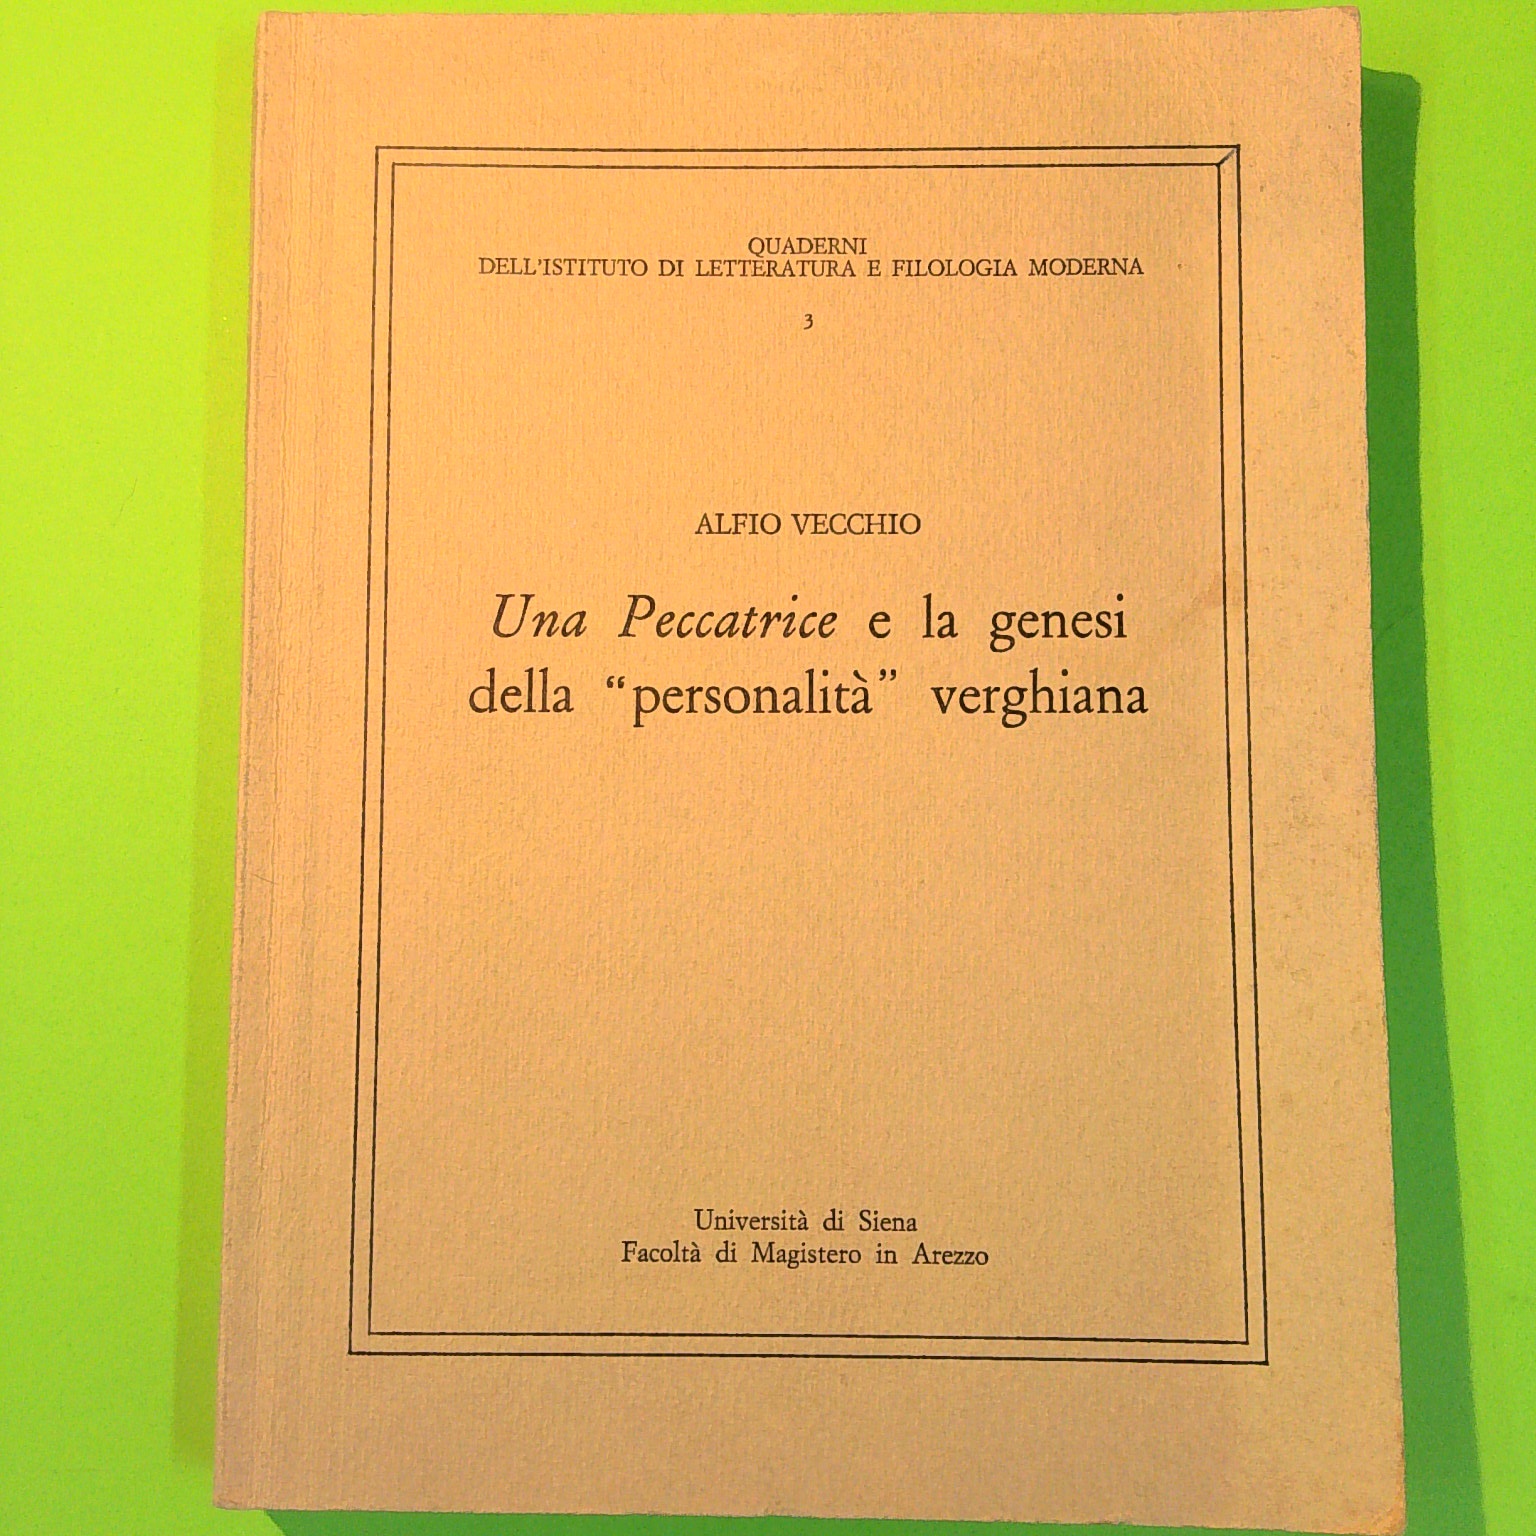 QUADERNI
DELL'ISTITUTO DI LETTERATURA E FILOLOGIA MODERNA
3
ALFIO VECCHIO
Una Peccatrice e la genesi
della “personalità” verghiana
Università di Siena
Facoltà di Magistero in Arezzo